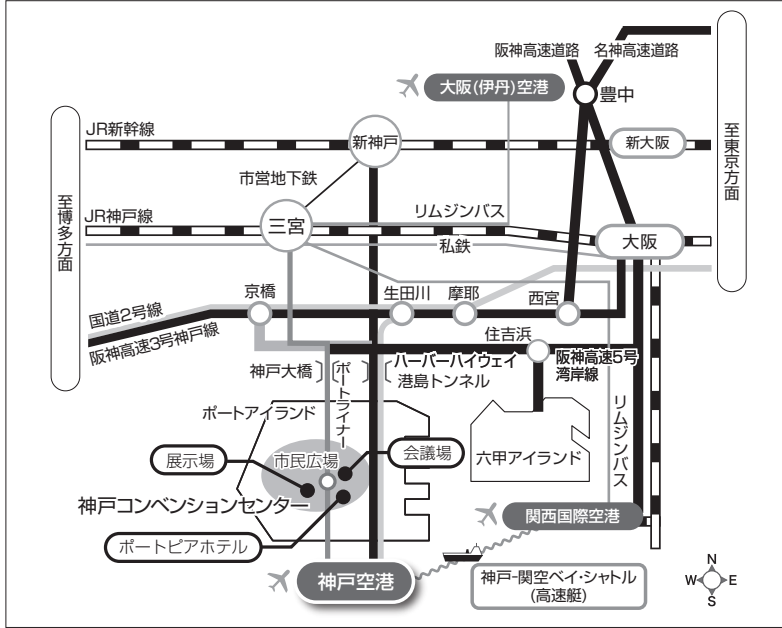 阪神高速道路
名神高速道路
大阪(伊丹)空港
豊中
至東京方面
至博多方面
JR新幹線
新神戸
新大阪
市営地下鉄
リムジンバス
JR神戸線
三宮
私鉄
大阪
京橋
生田川
摩耶
西宮
国道2号線
阪神高速3号神戸線
住吉浜
神戸大橋
ポートライナー
ハーバーハイウェイ
港島トンネル
阪神高速5号
湾岸線
リムジンバス
ポートアイランド
六甲アイランド
展示場
市民広場
会議場
神戸コンベンションセンター
ポートピアホテル
関西国際空港
神戸空港
神戸-関空ベイ・シャトル
(高速艇)
N
W
E
S